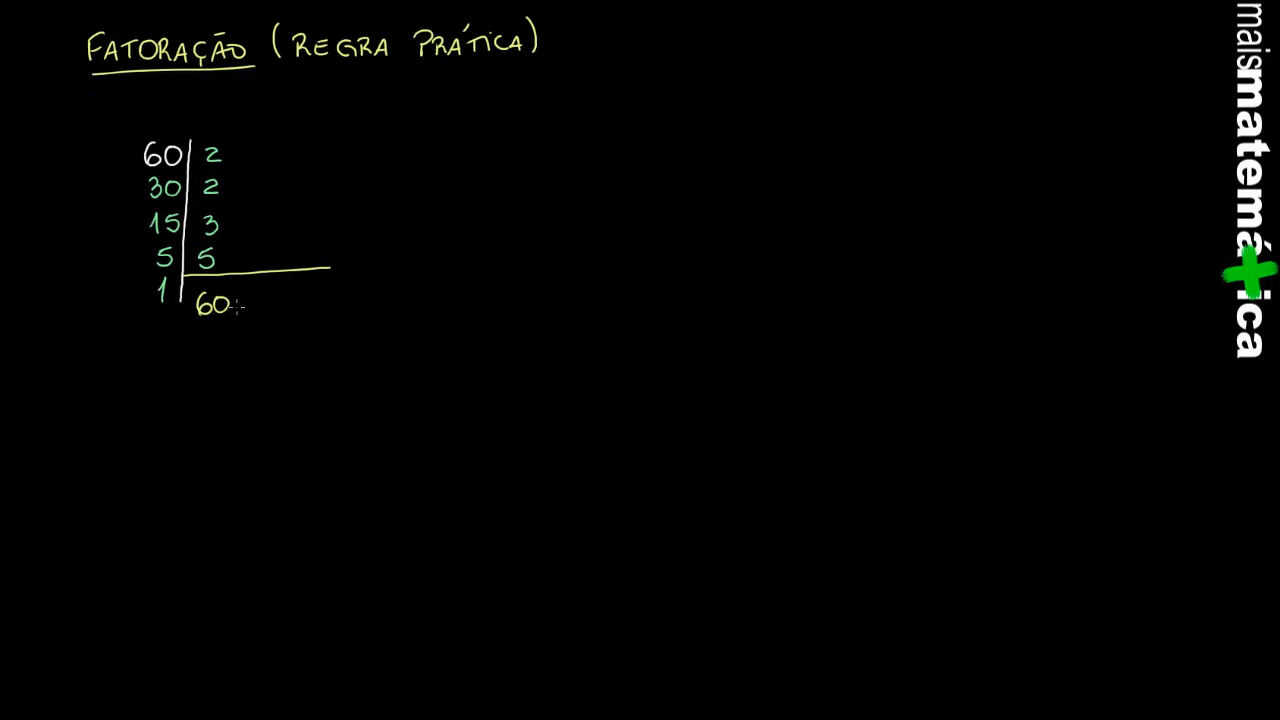 FATORAÇÃO (REGRA PRÁTICA)
60 | 2
30 | 2
15 | 3
5 | 5
1 |
60
maismatemática